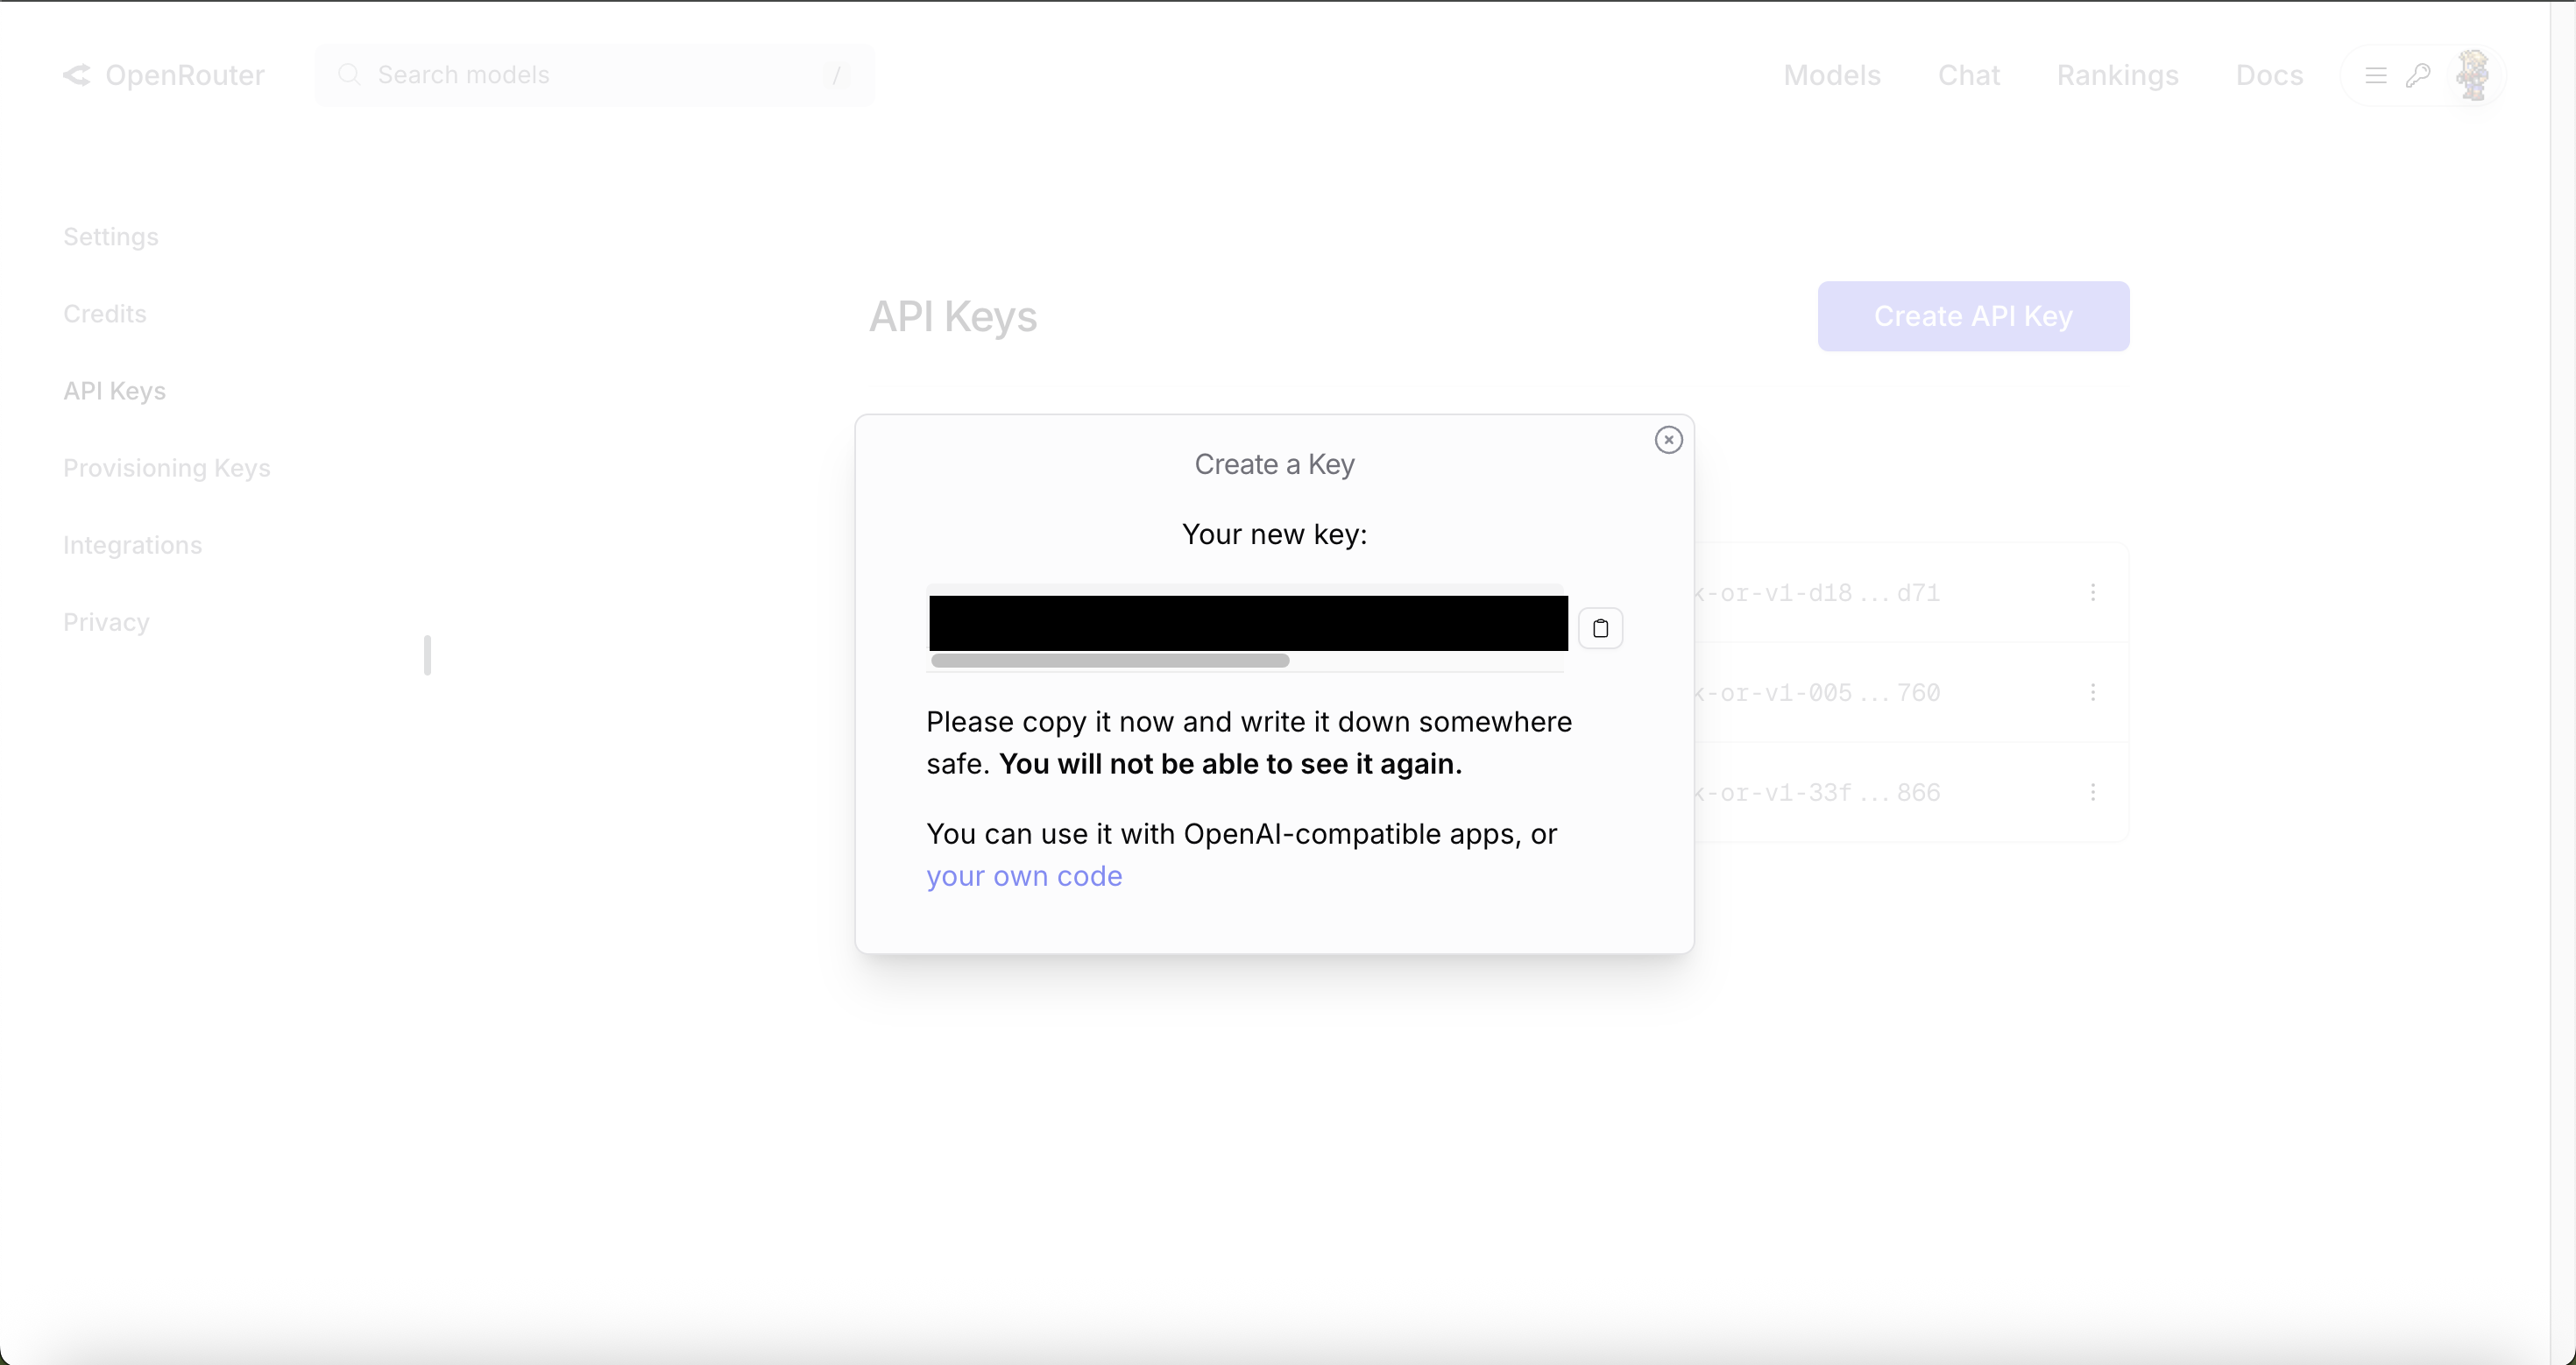 OpenRouter
Search models
/
Models
Chat
Rankings
Docs
Settings
Credits
API Keys
Provisioning Keys
Integrations
Privacy
API Keys
Create API Key
Create a Key
Your new key:
Please copy it now and write it down somewhere
safe. You will not be able to see it again.
You can use it with OpenAI-compatible apps, or
your own code
k-or-v1-d18...d71
k-or-v1-005...760
k-or-v1-33f...866